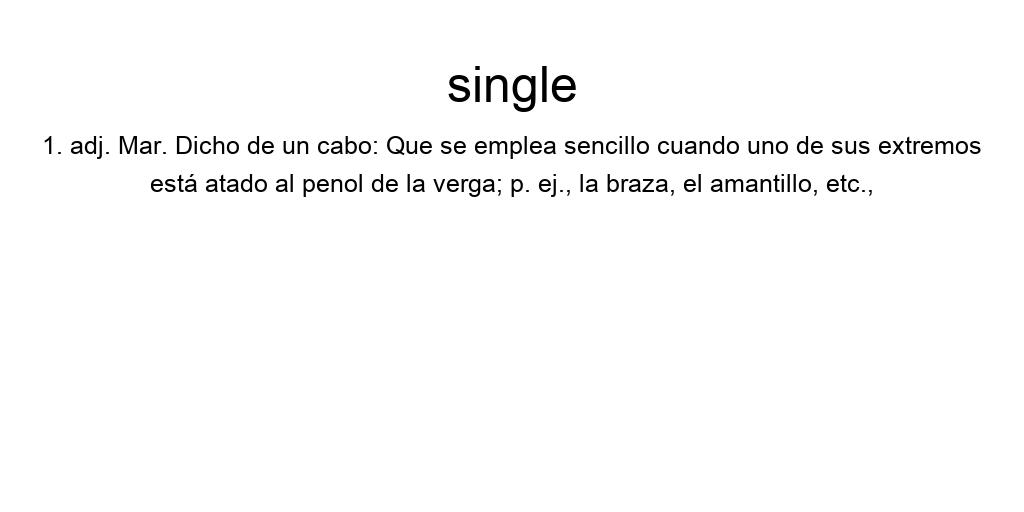 single
1. adj. Mar. Dicho de un cabo: Que se emplea sencillo cuando uno de sus extremos
está atado al penol de la verga; p. ej., la braza, el amantillo, etc.,